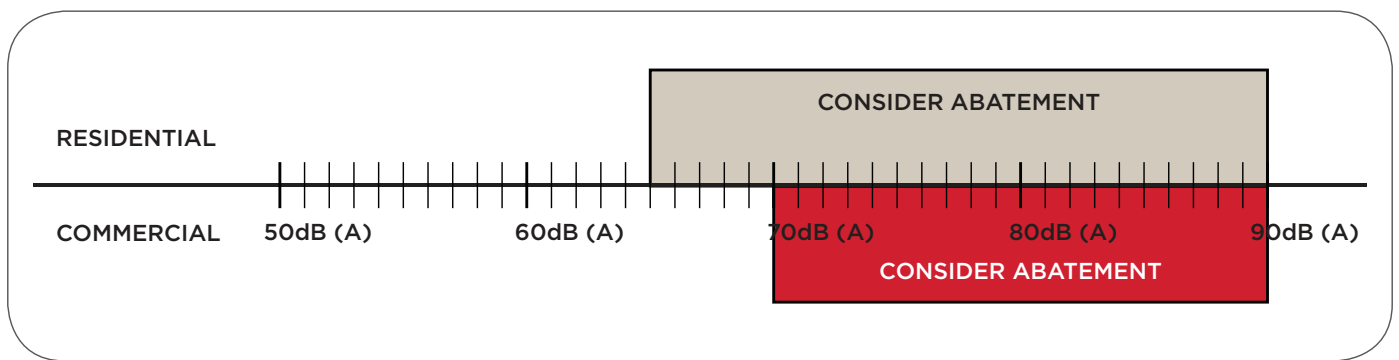 CONSIDER ABATEMENT
RESIDENTIAL
COMMERCIAL
50dB (A)
60dB (A)
70dB (A)
80dB (A)
90dB (A)
CONSIDER ABATEMENT